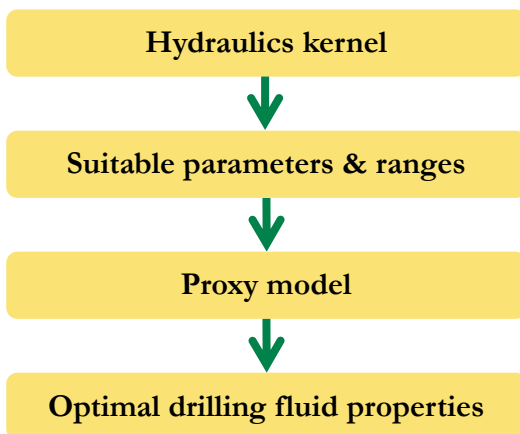 Hydraulics kernel
Suitable parameters & ranges
Proxy model
Optimal drilling fluid properties